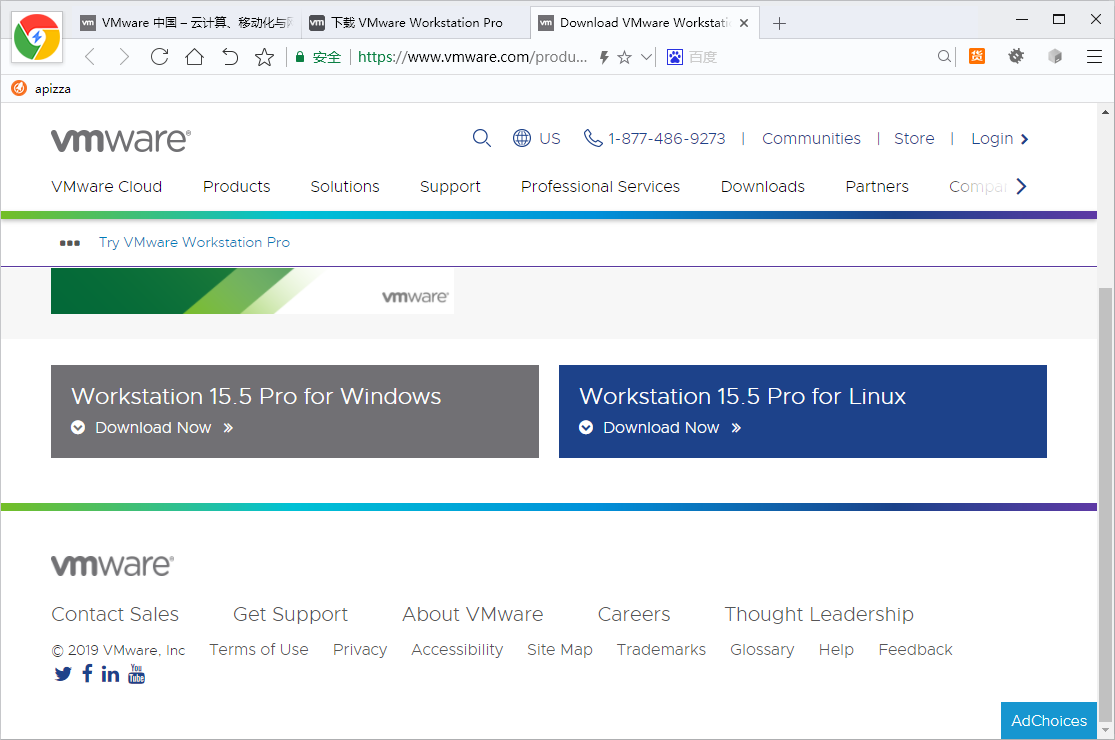 VMware 中国 – 云计算、移动化与网
下载 VMware Workstation Pro
Download VMware Workstati
安全
https://www.vmware.com/produ...
百度
apizza
vmware®
US
1-877-486-9273 | Communities | Store | Login
VMware Cloud Products Solutions Support Professional Services Downloads Partners Compan
Try VMware Workstation Pro
vmware®
Workstation 15.5 Pro for Windows
Download Now »
Workstation 15.5 Pro for Linux
Download Now »
vmware®
Contact Sales Get Support About VMware Careers Thought Leadership
© 2019 VMware, Inc Terms of Use Privacy Accessibility Site Map Trademarks Glossary Help Feedback
You Tube
AdChoices